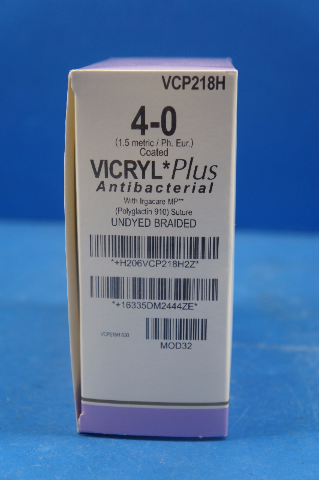 VCP218H
4-0
(1.5 metric / Ph. Eur.)
Coated
VICRYL*Plus
Antibacterial
With Irgacare MP**
(Polyglactin 910) Suture
UNDYED BRAIDED
*+H206VCP218H2Z*
*+16335DM2444ZE*
MOD32